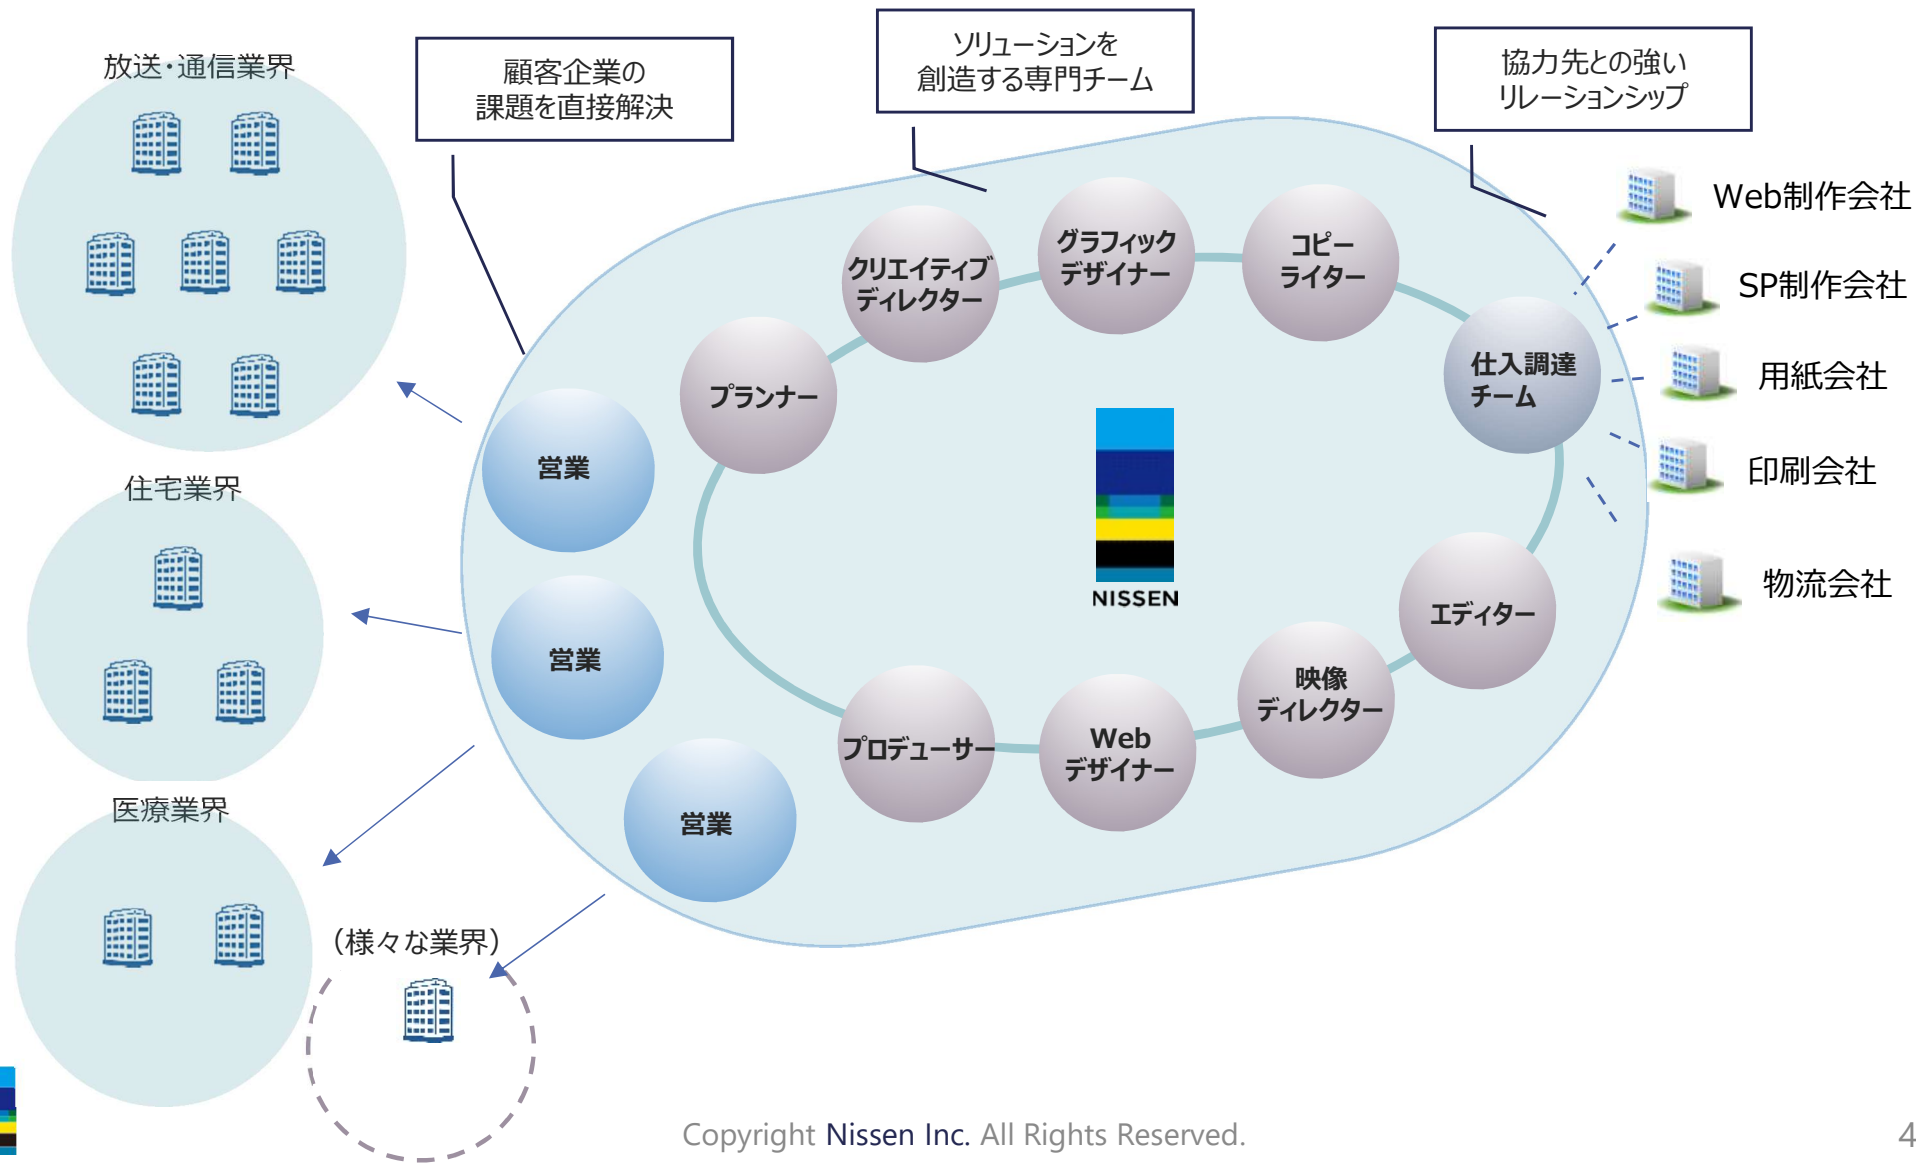 放送・通信業界
顧客企業の
課題を直接解決
ソリューションを
創造する専門チーム
協力先との強い
リレーションシップ
Web制作会社
SP制作会社
用紙会社
印刷会社
物流会社
クリエイティブ
ディレクター
グラフィック
デザイナー
コピー
ライター
仕入調達
チーム
プランナー
営業
住宅業界
NISSEN
エディター
営業
映像
ディレクター
プロデューサー
Web
デザイナー
営業
医療業界
（様々な業界）
Copyright Nissen Inc. All Rights Reserved.
4